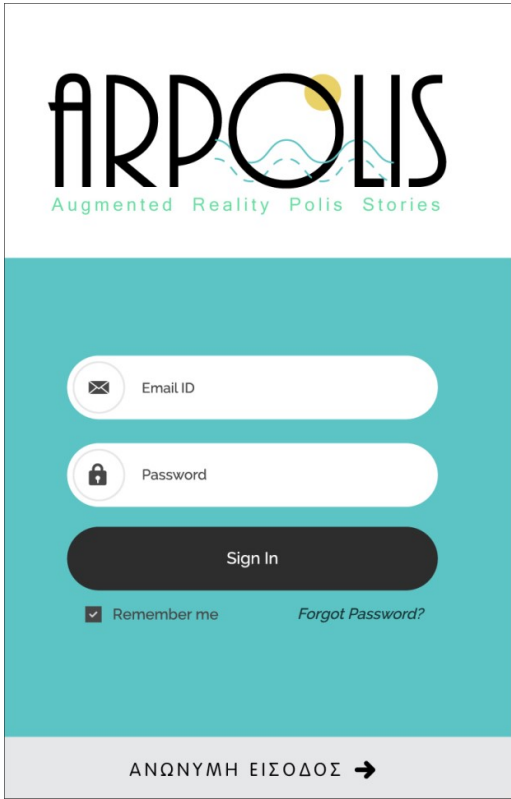 ARPOLIS
Augmented Reality Polis Stories
Email ID
Password
Sign In
Remember me Forgot Password?
ΑΝΩΝΥΜΗ ΕΙΣΟΔΟΣ